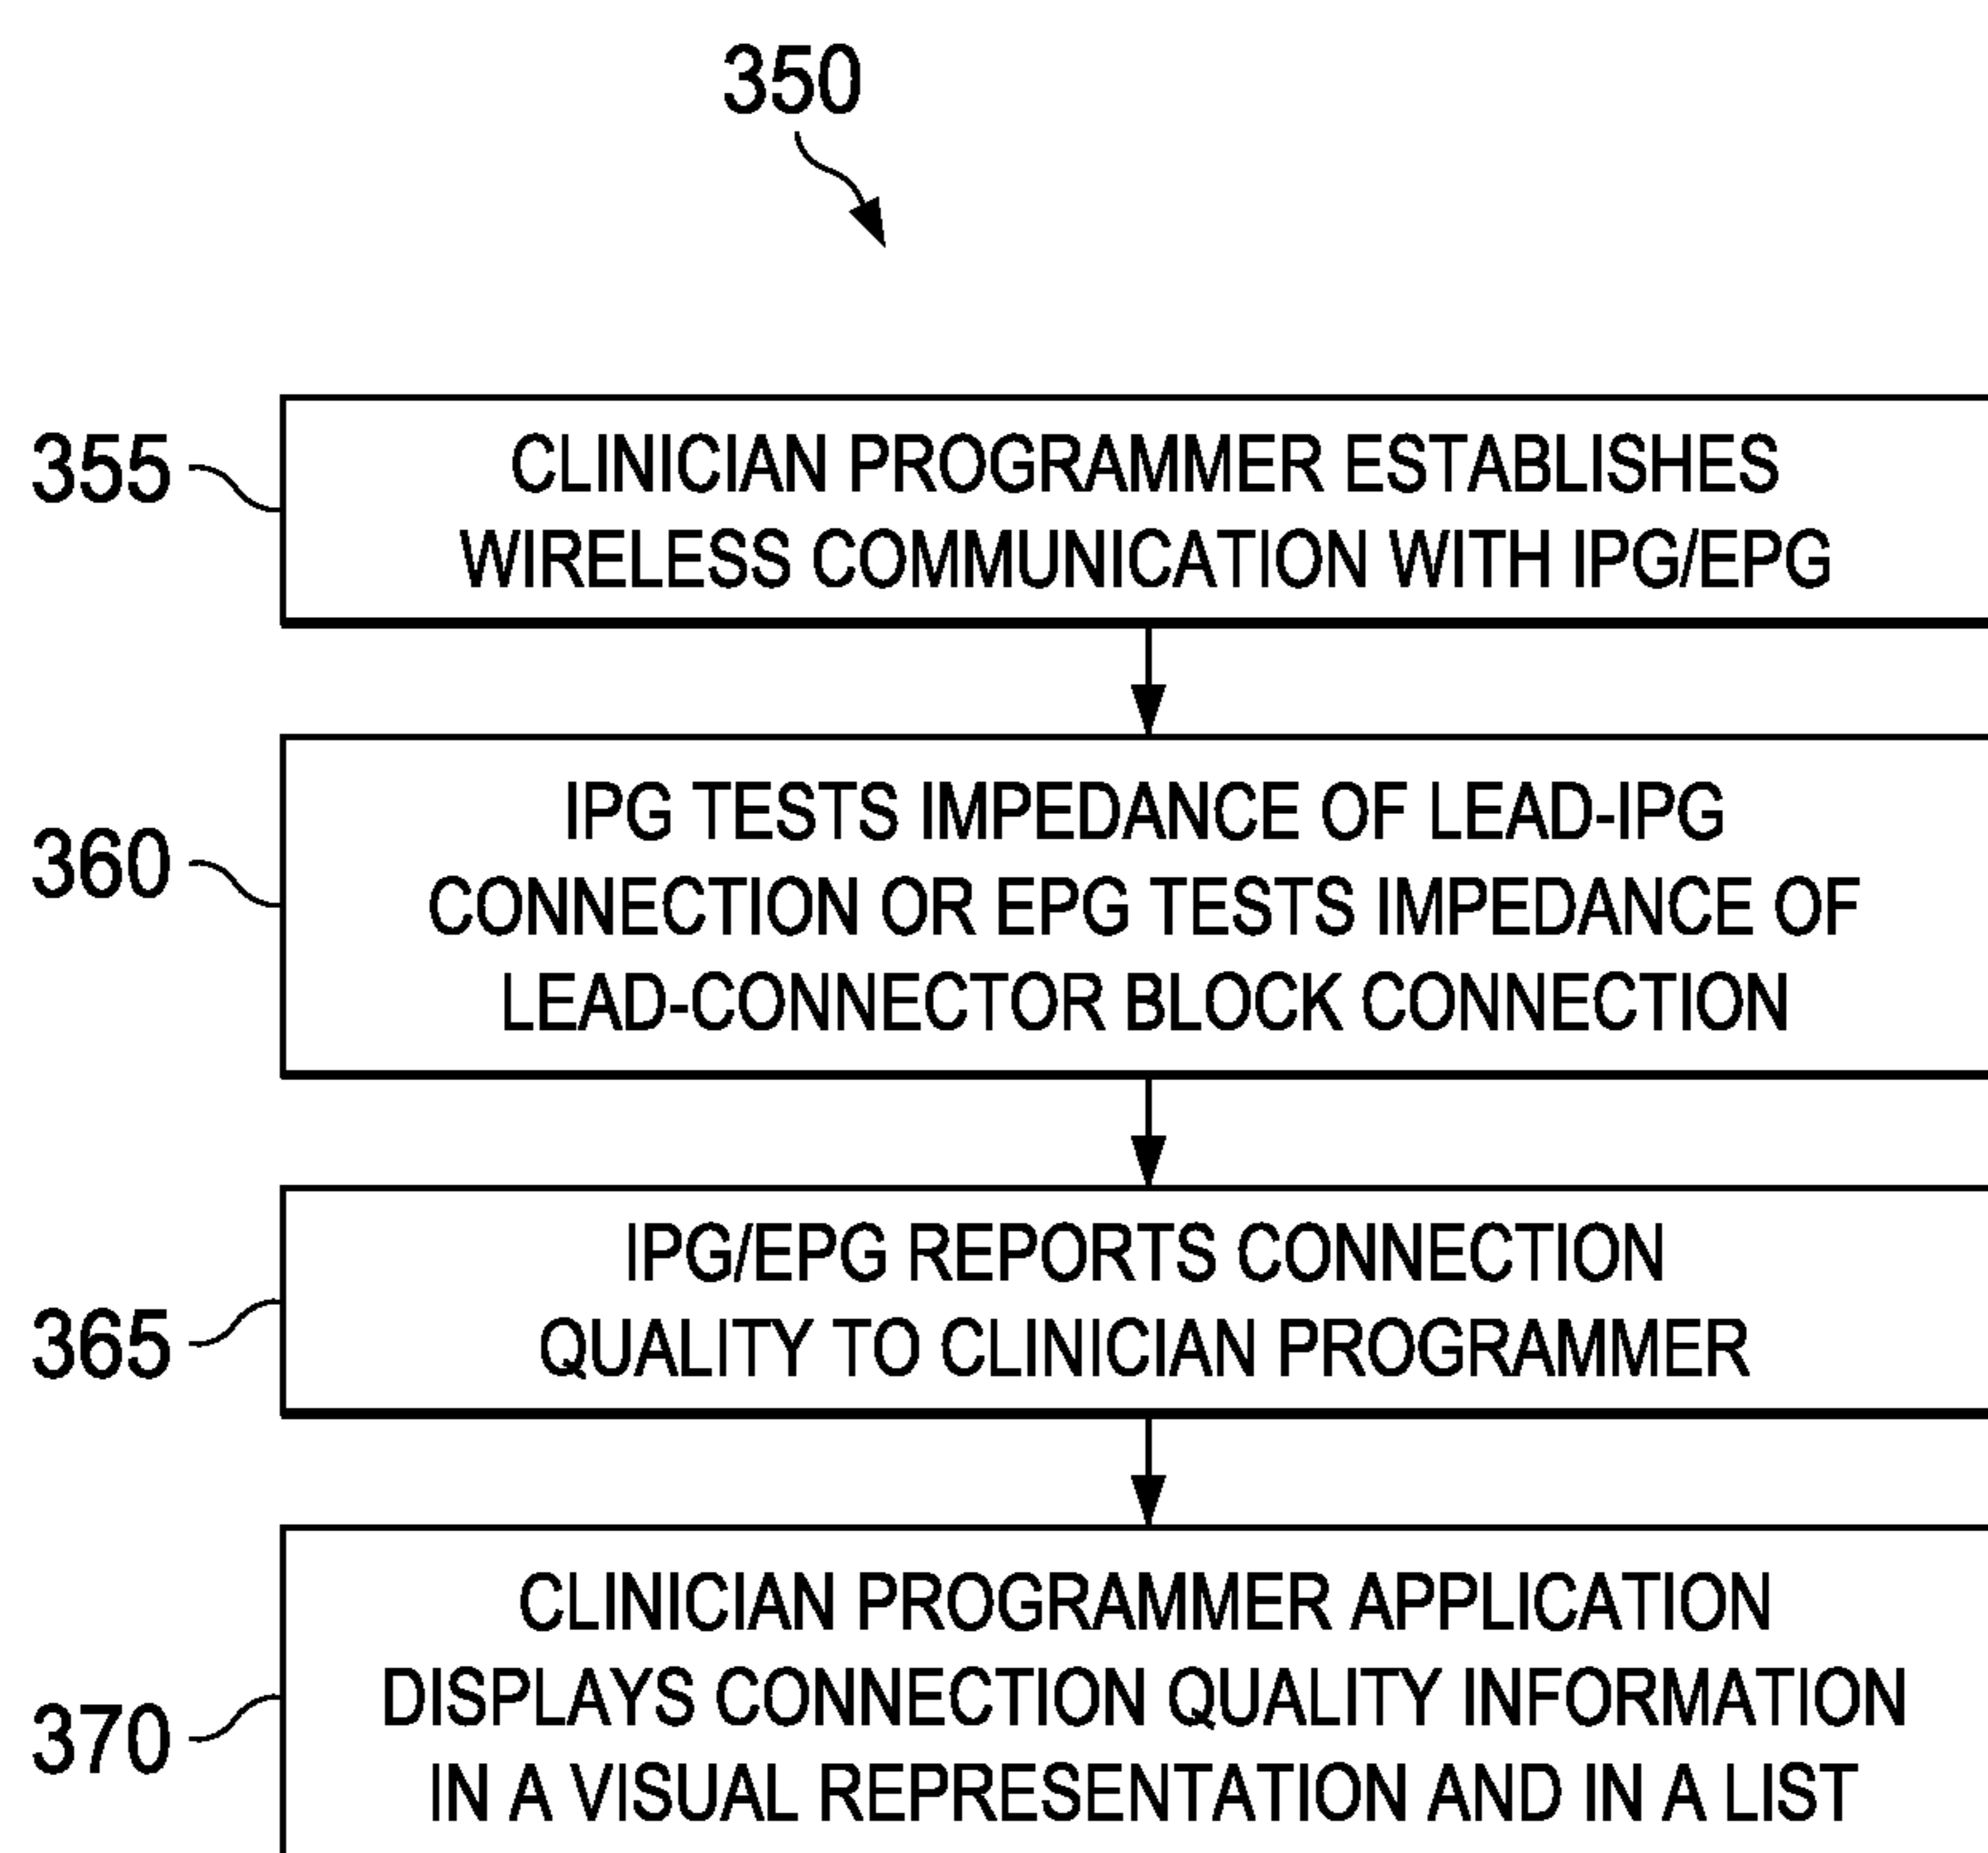 350
355
CLINICIAN PROGRAMMER ESTABLISHES
WIRELESS COMMUNICATION WITH IPG/EPG
360
IPG TESTS IMPEDANCE OF LEAD-IPG
CONNECTION OR EPG TESTS IMPEDANCE OF
LEAD-CONNECTOR BLOCK CONNECTION
365
IPG/EPG REPORTS CONNECTION
QUALITY TO CLINICIAN PROGRAMMER
370
CLINICIAN PROGRAMMER APPLICATION
DISPLAYS CONNECTION QUALITY INFORMATION
IN A VISUAL REPRESENTATION AND IN A LIST